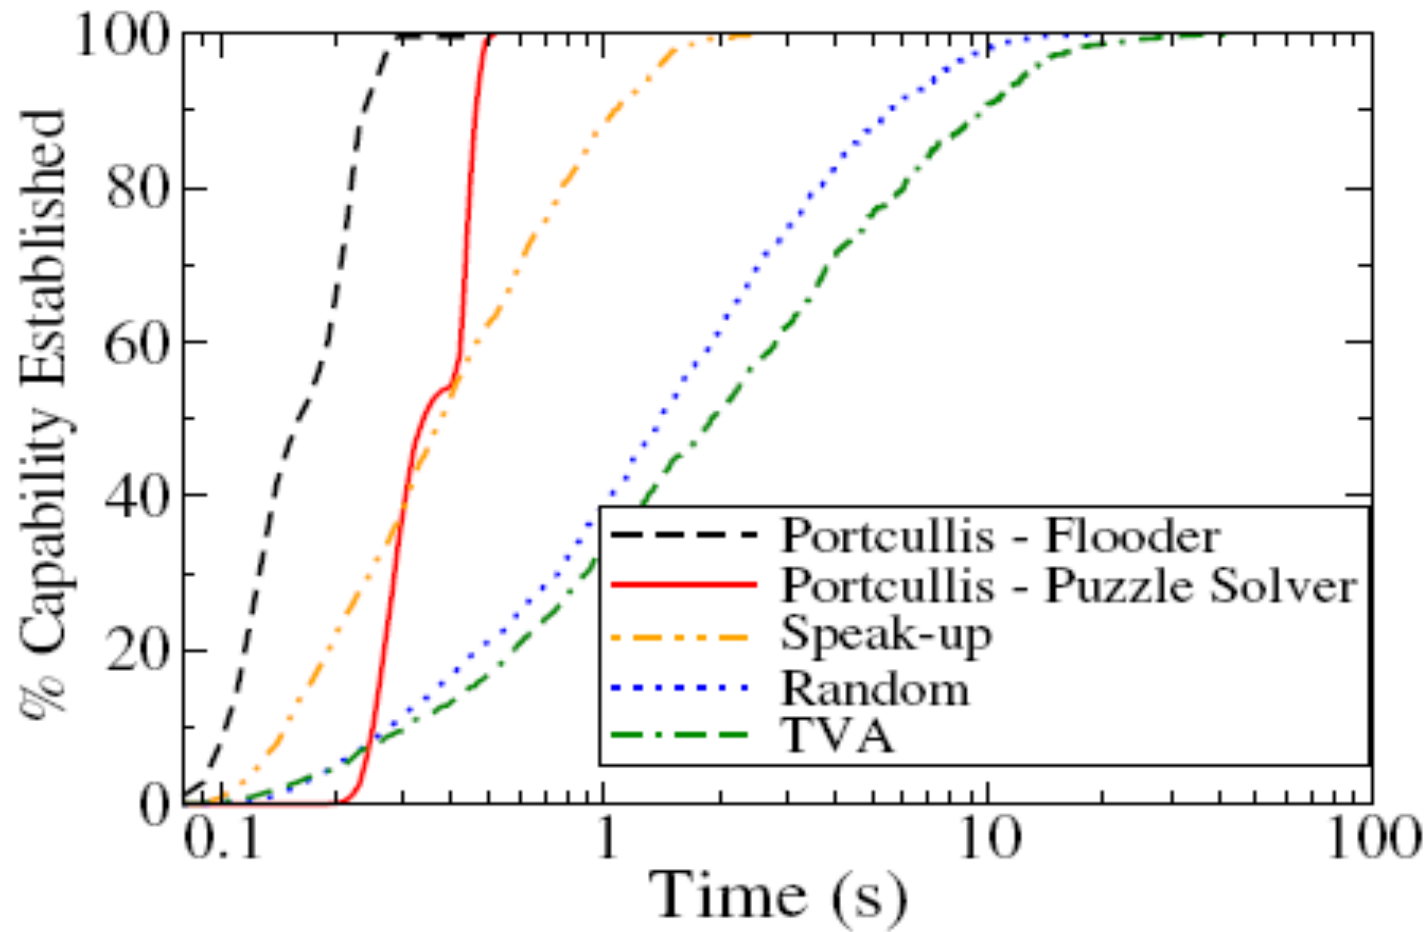 % Capability Established
100
80
60
40
20
0
Portcullis - Flooder
Portcullis - Puzzle Solver
Speak-up
Random
TVA
0.1 1 10 100
Time (s)